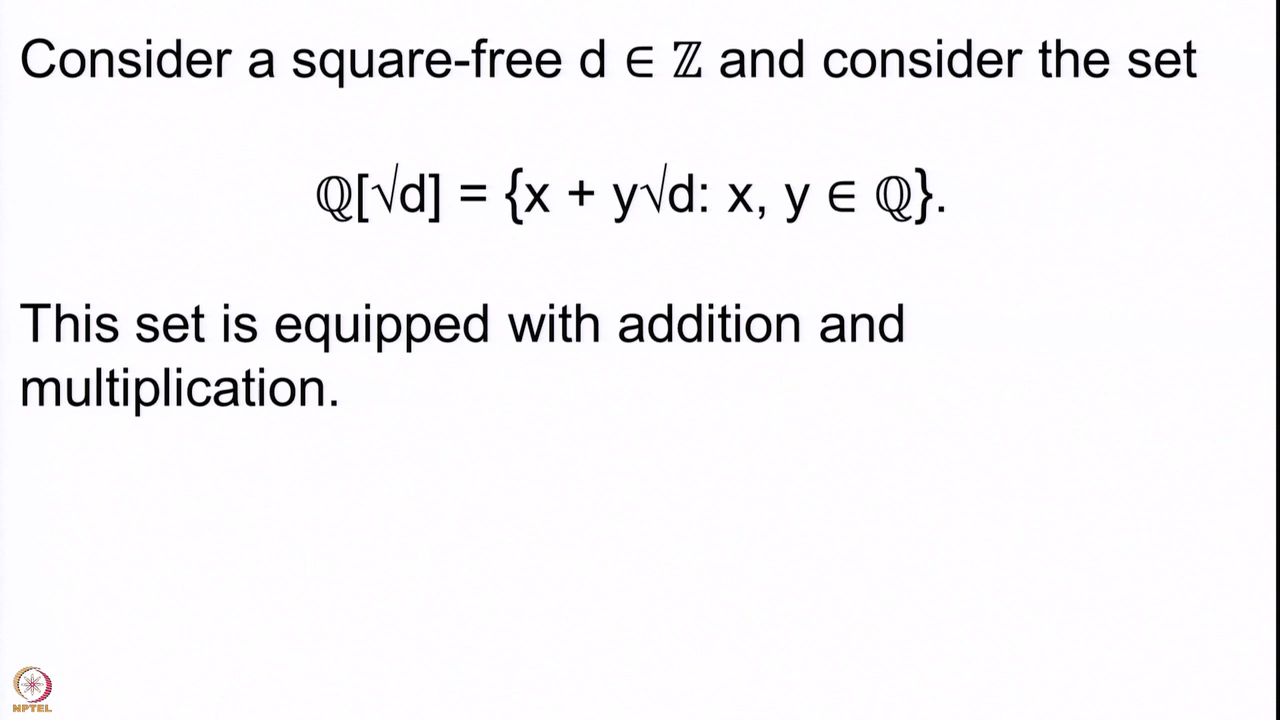 Consider a square-free d ∈ ℤ and consider the set
ℚ[√d] = {x + y√d: x, y ∈ ℚ}.
This set is equipped with addition and
multiplication.
NPTEL